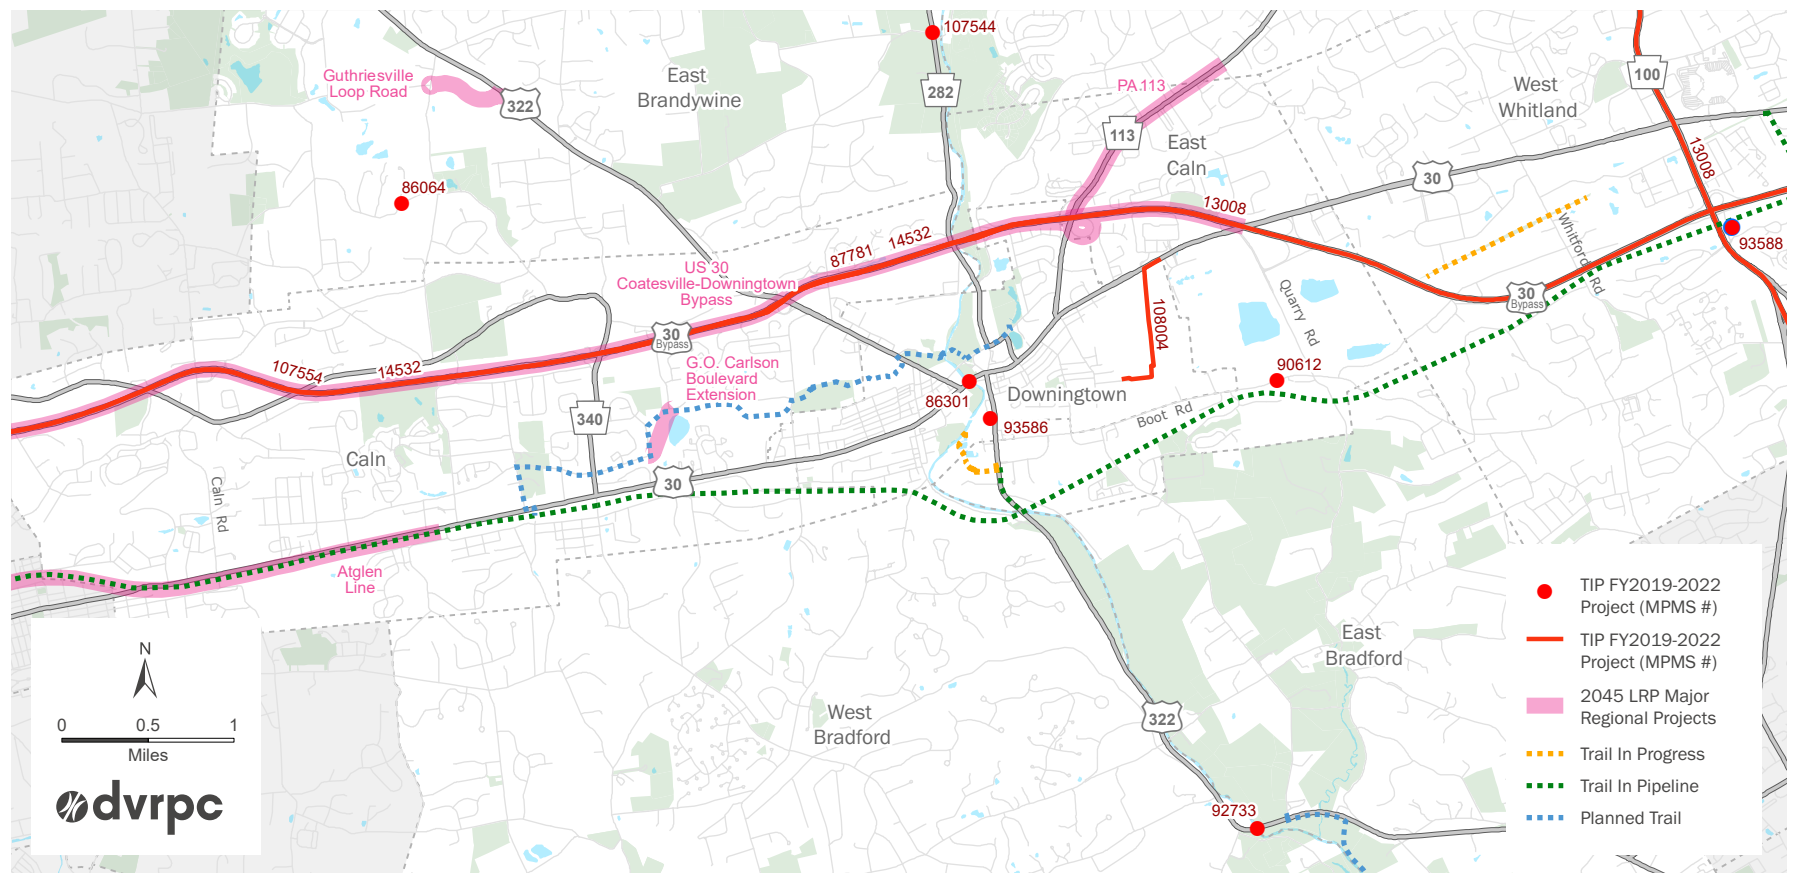 107544
Guthriesville
Loop Road
322
East
Brandywine
282
PA 113
113
East
Caln
West
Whitland
100
13008
30
86064
13008
14532
87781
US 30
Coatesville-Downingtown
Bypass
Whitford Rd
93588
30
Bypass
Quarry Rd
108004
30
Bypass
107554
14532
G.O. Carlson
Boulevard
Extension
90612
86301
Downingtown
Boot Rd
93586
340
Caln
Caln Rd
30
Atglen
Line
N
0 0.5 1
Miles
dvrpc
West
Bradford
East
Bradford
322
92733
TIP FY2019-2022
Project (MPMS #)
TIP FY2019-2022
Project (MPMS #)
2045 LRP Major
Regional Projects
Trail In Progress
Trail In Pipeline
Planned Trail